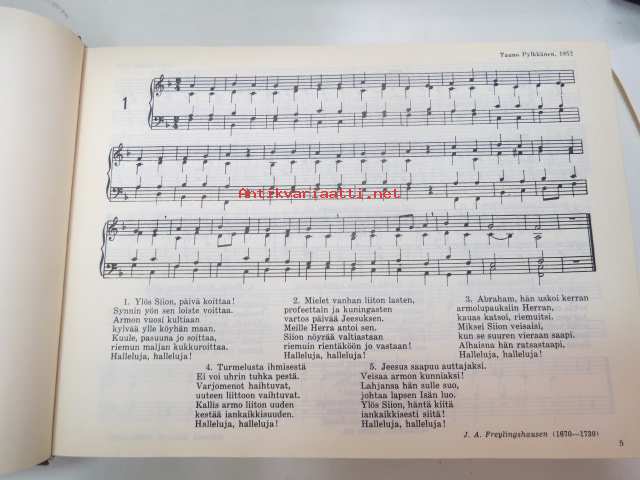 Tauno Pylkkänen, 1952
1
Antikvariaatti.net
1. Ylös Siion, päivä koittaa!
Synnin yön sen loiste voittaa.
Armon vuosi kultiaan
kylvää ylle köyhän maan.
Kuule, pasuuna jo soittaa,
riemun maljan kukkuroittaa.
Halleluja, halleluja!
2. Mielet vanhan liiton lasten,
profeettain ja kuningasten
vartos päivää Jeesuksen.
Meille Herra antoi sen.
Siion nöyrää valtiastaan
riemuin rientäköön jo vastaan!
Halleluja, halleluja!
3. Abraham, hän uskoi kerran
armolupauksiin Herran,
kauas katsoi, riemuitsi.
Miksei Siion veisaisi,
kun se suuren vieraan saapi.
Alhaisna hän ratsastaapi,
Halleluja, halleluja!
4. Turmelusta ihmisestä
Ei voi uhrin tuhka pestä.
Varjomenot haihtuvat,
uuteen liittoon vaihtuvat.
Kallis armo liiton uuden
kestää iankaikkisuuden.
Halleluja, halleluja!
5. Jeesus saapuu auttajaksi.
Veisaa armon kunniaksi!
Lahjansa hän sulle suo,
johtaa lapsen Isän luo.
Ylös Siion, häntä kiitä
iankaikkisesti siitä!
Halleluja, halleluja!
J. A. Freylingshausen (1670—1739)
5